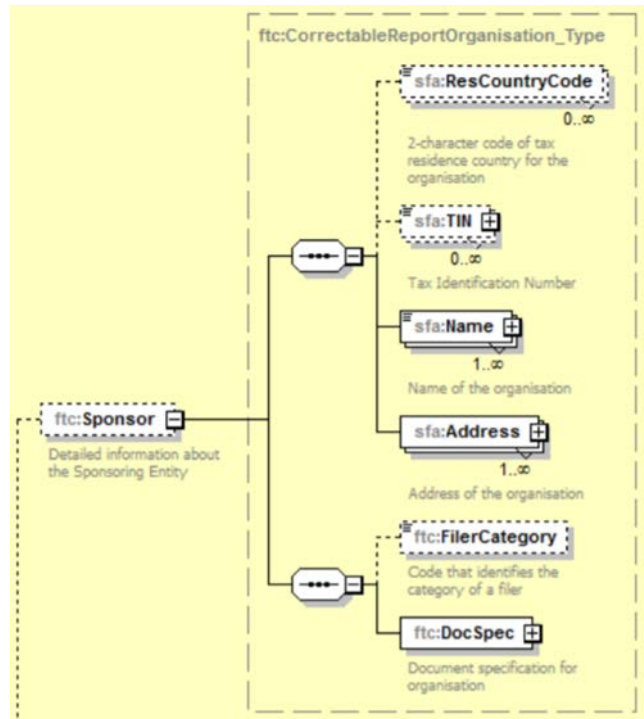 ftc:CorrectableReportOrganisation_Type
sfa:ResCountryCode
0..∞
2-character code of tax
residence country for the
organisation
sfa:TIN
0..∞
Tax Identification Number
sfa:Name
1..∞
Name of the organisation
ftc:Sponsor
Detailed information about
the Sponsoring Entity
sfa:Address
1..∞
Address of the organisation
ftc:FilerCategory
Code that identifies the
category of a filer
ftc:DocSpec
Document specification for
organisation